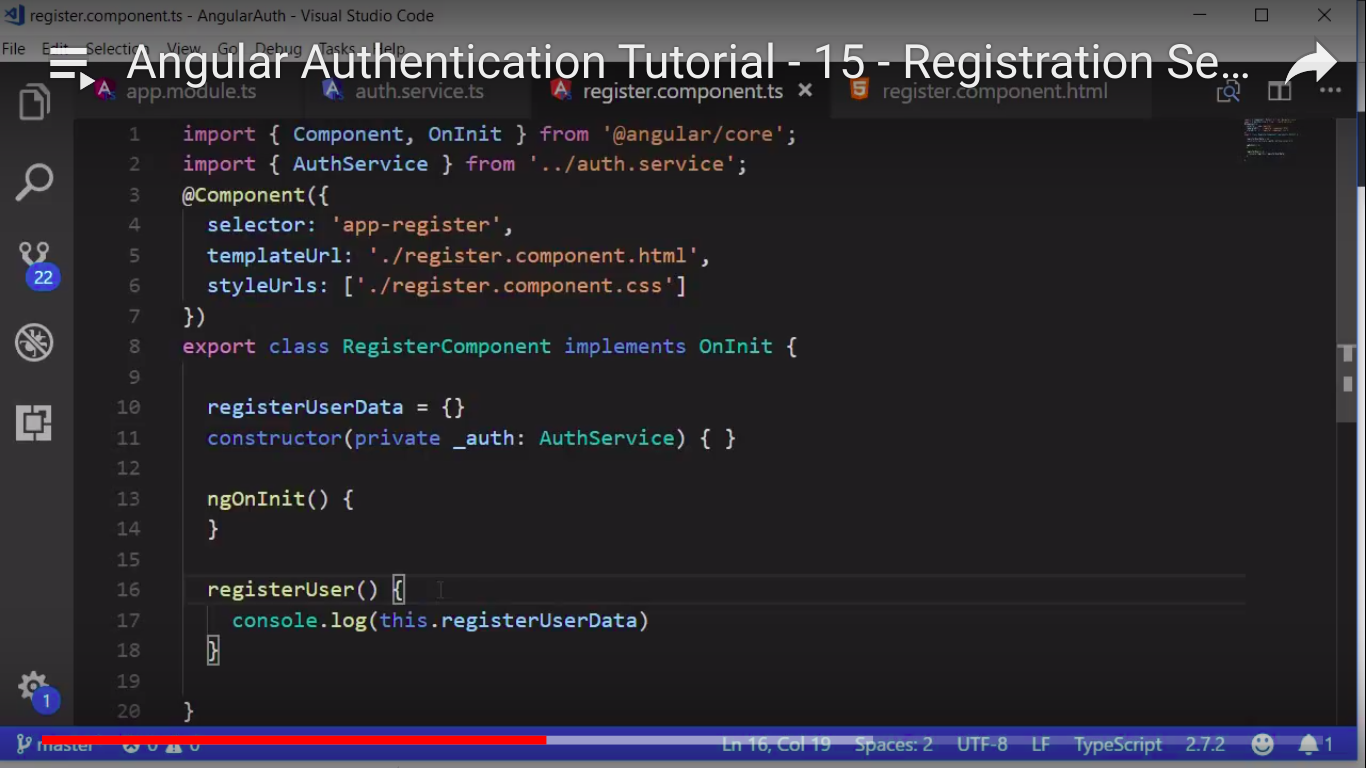 register.component.ts - AngularAuth - Visual Studio Code
File Edit Selection View Go Debug Tasks Help
Angular Authentication Tutorial - 15 - Registration Se...
app.module.ts auth.service.ts register.component.ts × register.component.html
1 import { Component, OnInit } from '@angular/core';
2 import { AuthService } from '../auth.service';
3 @Component({
4 selector: 'app-register',
5 templateUrl: './register.component.html',
6 styleUrls: ['./register.component.css']
7 })
8 export class RegisterComponent implements OnInit {
9
10 registerUserData = {}
11 constructor(private _auth: AuthService) { }
12
13 ngOnInit() {
14 }
15
16 registerUser() {
17 console.log(this.registerUserData)
18 }
19
20 }
22
1
master 0 0 Ln 16, Col 19 Spaces: 2 UTF-8 LF TypeScript 2.7.2 1